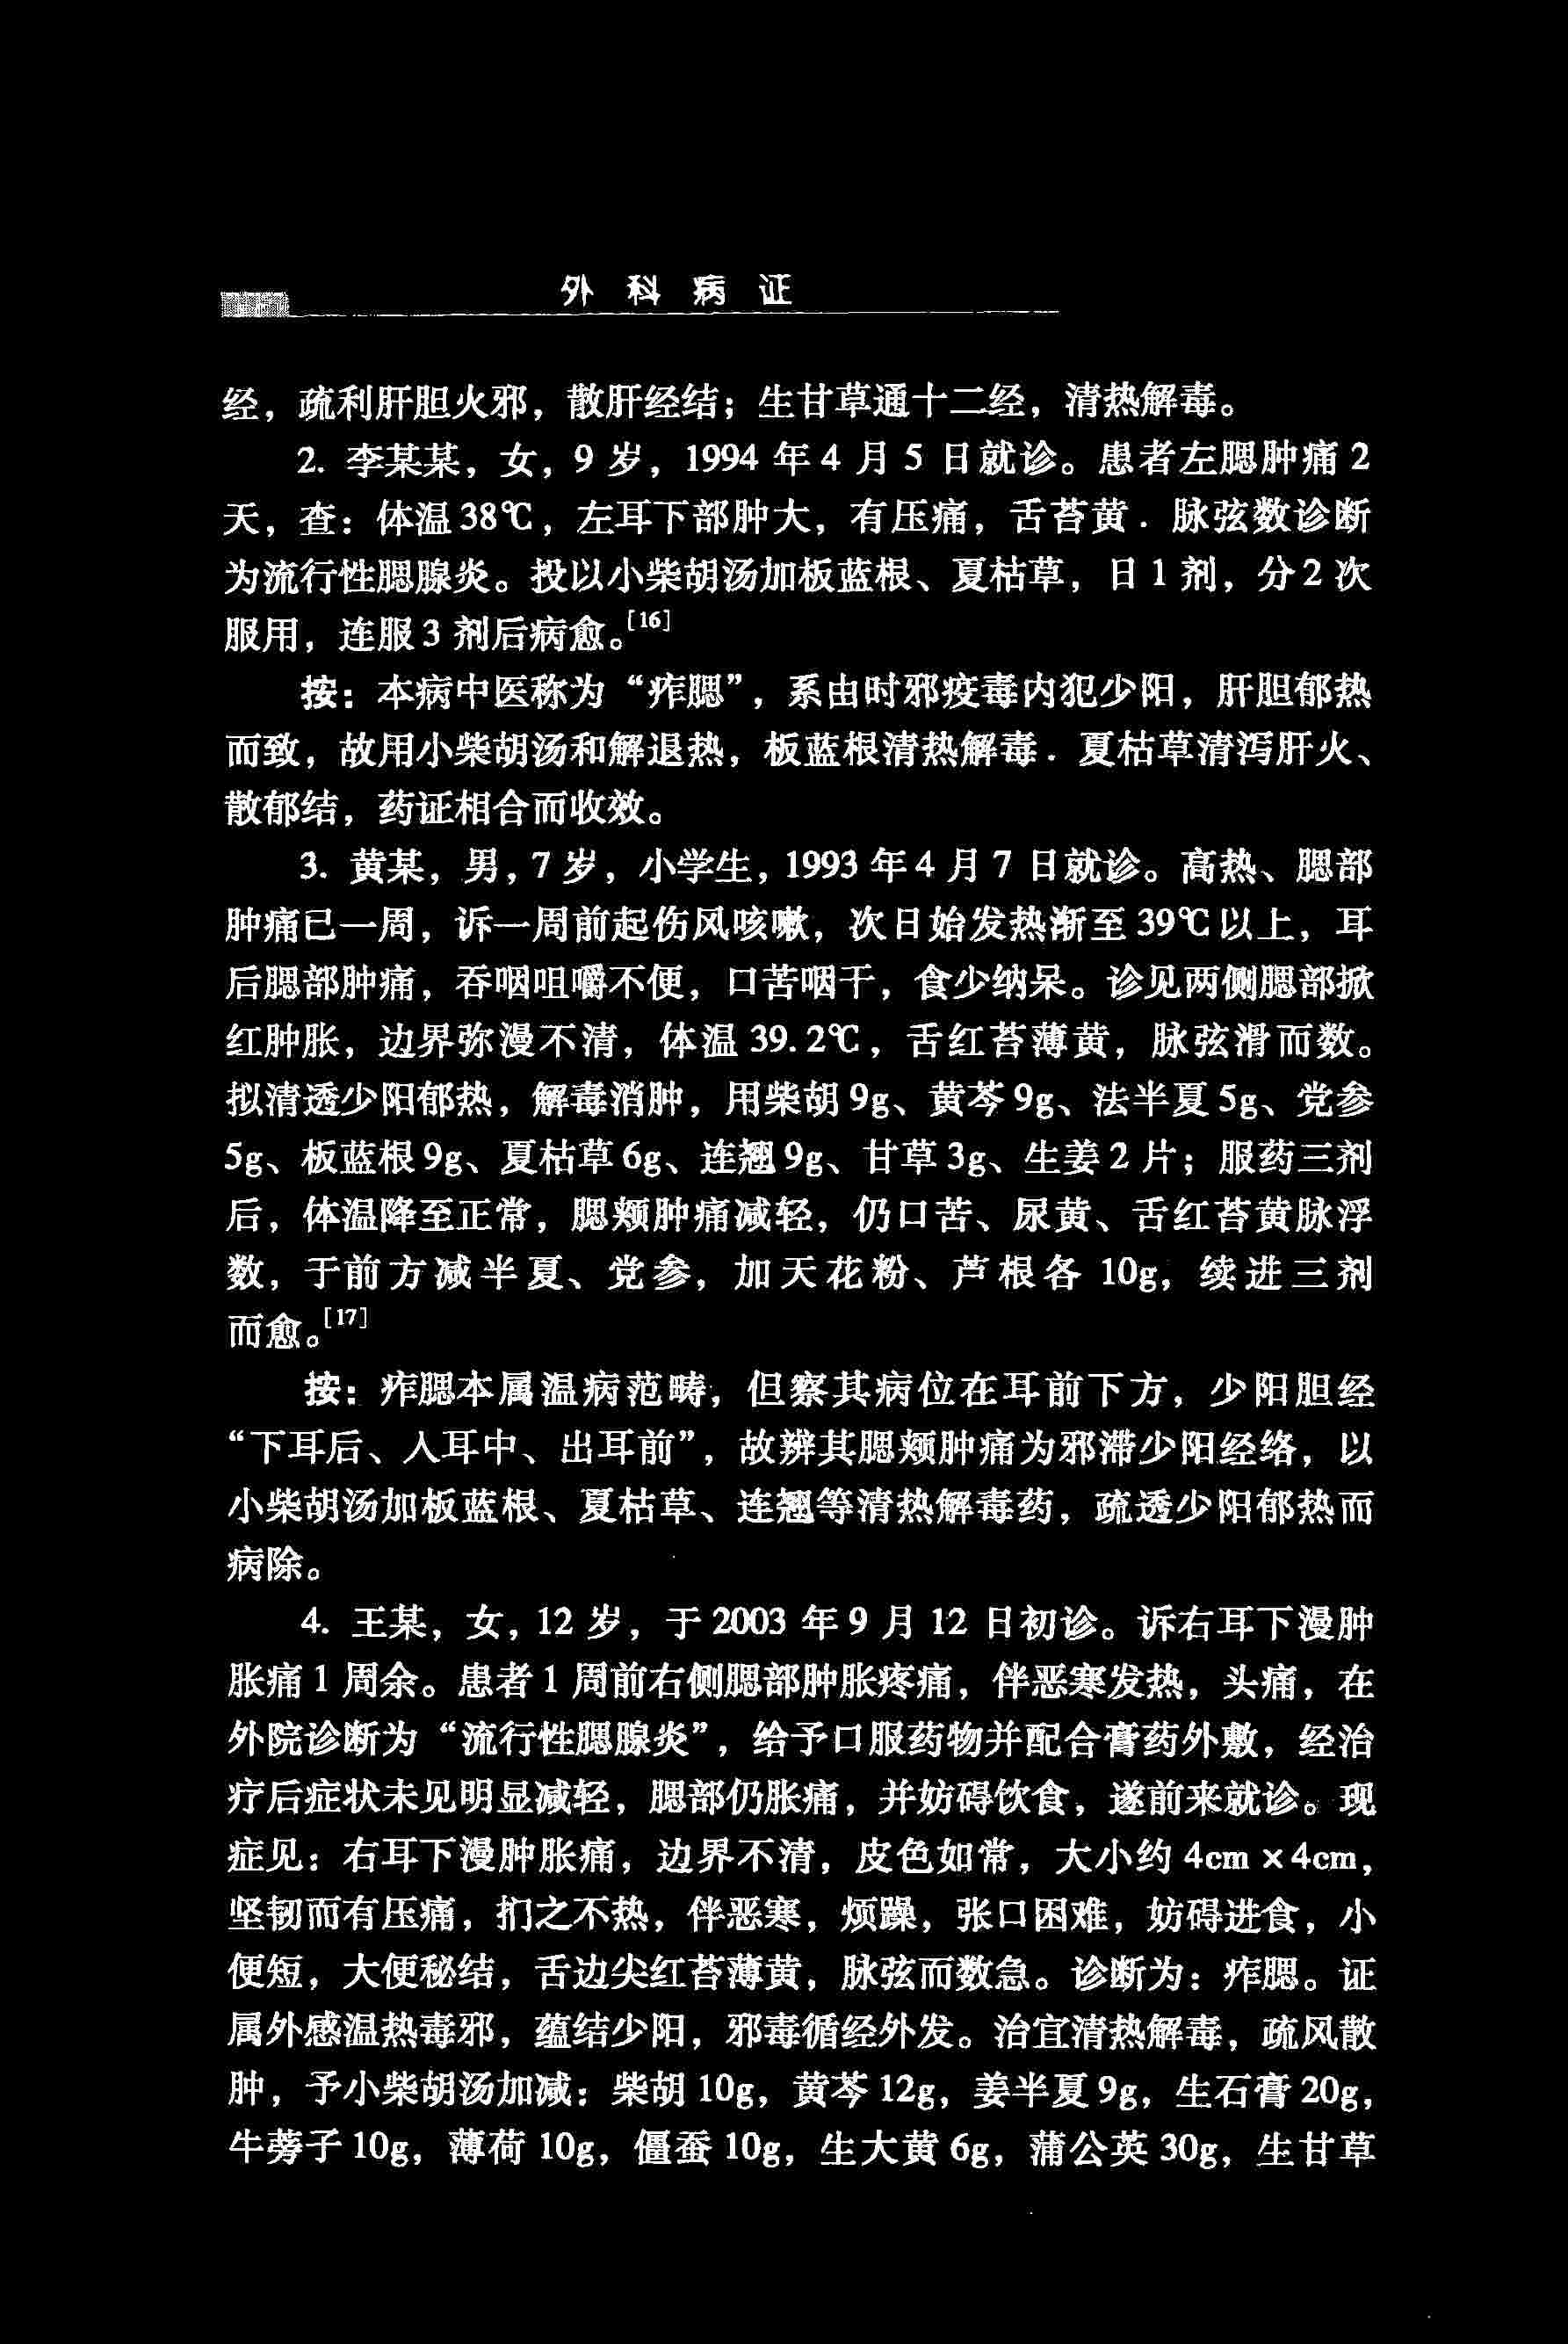 外科病证
经，疏利肝胆火邪，散肝经结；生甘草通十二经，清热解毒。
2. 李某某，女，9 岁，1994 年 4 月 5 日就诊。患者左腮肿痛 2
天，查：体温 38℃，左耳下部肿大，有压痛，舌苔黄．脉弦数诊断
为流行性腮腺炎。投以小柴胡汤加板蓝根、夏枯草，日 1 剂，分 2 次
服用，连服 3 剂后病愈。[16]
按：本病中医称为“痄腮”，系由时邪疫毒内犯少阳，肝胆郁热
而致，故用小柴胡汤和解退热，板蓝根清热解毒．夏枯草清泻肝火、
散郁结，药证相合而收效。
3. 黄某，男，7 岁，小学生，1993 年 4 月 7 日就诊。高热、腮部
肿痛已一周，诉一周前起伤风咳嗽，次日始发热渐至 39℃ 以上，耳
后腮部肿痛，吞咽咀嚼不便，口苦咽干，食少纳呆。诊见两侧腮部掀
红肿胀，边界弥漫不清，体温 39.2℃，舌红苔薄黄，脉弦滑而数。
拟清透少阳郁热，解毒消肿，用柴胡 9g、黄芩 9g、法半夏 5g、党参
5g、板蓝根 9g、夏枯草 6g、连翘 9g、甘草 3g、生姜 2 片；服药三剂
后，体温降至正常，腮颊肿痛减轻，仍口苦、尿黄、舌红苔黄脉浮
数，于前方减半夏、党参，加天花粉、芦根各 10g，续进三剂
而愈。[17]
按：痄腮本属温病范畴，但察其病位在耳前下方，少阳胆经
“下耳后、入耳中、出耳前”，故辨其腮颊肿痛为邪滞少阳经络，以
小柴胡汤加板蓝根、夏枯草、连翘等清热解毒药，疏透少阳郁热而
病除。
4. 王某，女，12 岁，于 2003 年 9 月 12 日初诊。诉右耳下漫肿
胀痛 1 周余。患者 1 周前右侧腮部肿胀疼痛，伴恶寒发热，头痛，在
外院诊断为“流行性腮腺炎”，给予口服药物并配合膏药外敷，经治
疗后症状未见明显减轻，腮部仍胀痛，并妨碍饮食，遂前来就诊。现
症见：右耳下漫肿胀痛，边界不清，皮色如常，大小约 4cm×4cm，
坚韧而有压痛，扪之不热，伴恶寒，烦躁，张口困难，妨碍进食，小
便短，大便秘结，舌边尖红苔薄黄，脉弦而数急。诊断为：痄腮。证
属外感温热毒邪，蕴结少阳，邪毒循经外发。治宜清热解毒，疏风散
肿，予小柴胡汤加减：柴胡 10g，黄芩 12g，姜半夏 9g，生石膏 20g，
牛蒡子 10g，薄荷 10g，僵蚕 10g，生大黄 6g，蒲公英 30g，生甘草